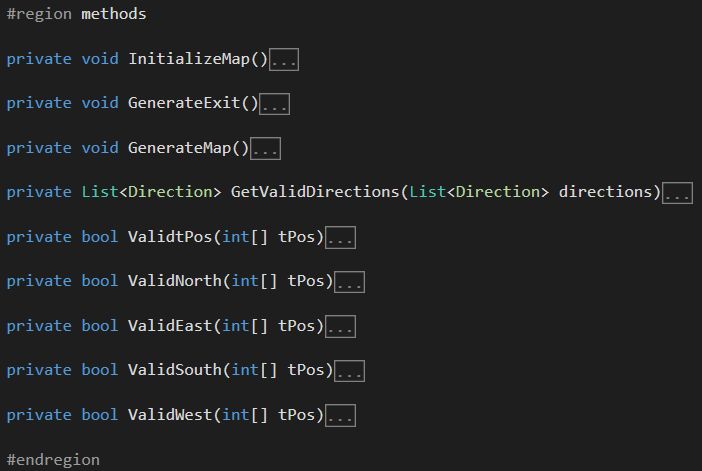 #region methods
private void InitializeMap()...
private void GenerateExit()...
private void GenerateMap()...
private List<Direction> GetValidDirections(List<Direction> directions)...
private bool ValidtPos(int[] tPos)...
private bool ValidNorth(int[] tPos)...
private bool ValidEast(int[] tPos)...
private bool ValidSouth(int[] tPos)...
private bool ValidWest(int[] tPos)...
#endregion